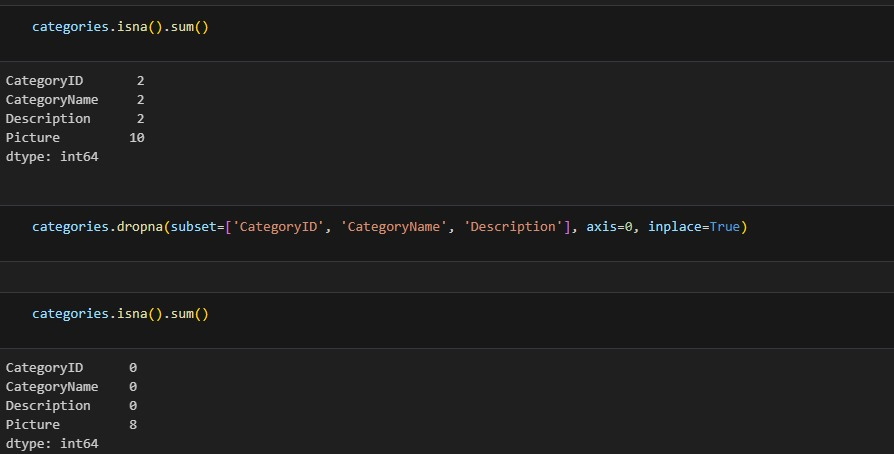 categories.isna().sum()
CategoryID 2
CategoryName 2
Description 2
Picture 10
dtype: int64
categories.dropna(subset=['CategoryID', 'CategoryName', 'Description'], axis=0, inplace=True)
categories.isna().sum()
CategoryID 0
CategoryName 0
Description 0
Picture 8
dtype: int64